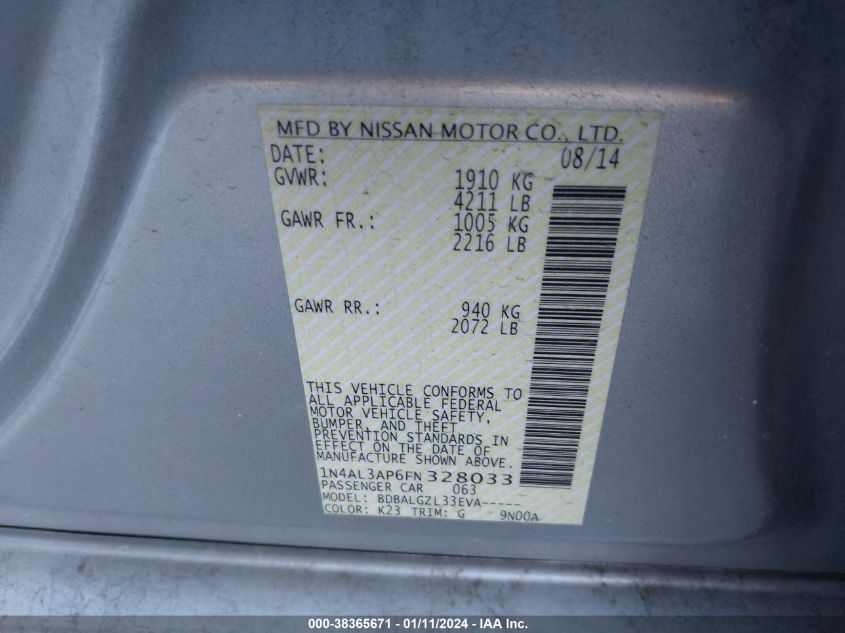 MFD BY NISSAN MOTOR CO., LTD.
DATE: 08/14
GVWR: 1910 KG
4211 LB
GAWR FR.: 1005 KG
2216 LB
GAWR RR.: 940 KG
2072 LB
THIS VEHICLE CONFORMS TO
ALL APPLICABLE FEDERAL
MOTOR VEHICLE SAFETY,
BUMPER, AND THEFT
PREVENTION STANDARDS IN
EFFECT ON THE DATE OF
MANUFACTURE SHOWN ABOVE.
1N4AL3AP6FN328033
PASSENGER CAR 063
MODEL: BDBALGZL33EVA-----
COLOR: K23 TRIM: G 9N00A
000-38365671 - 01/11/2024 - IAA Inc.